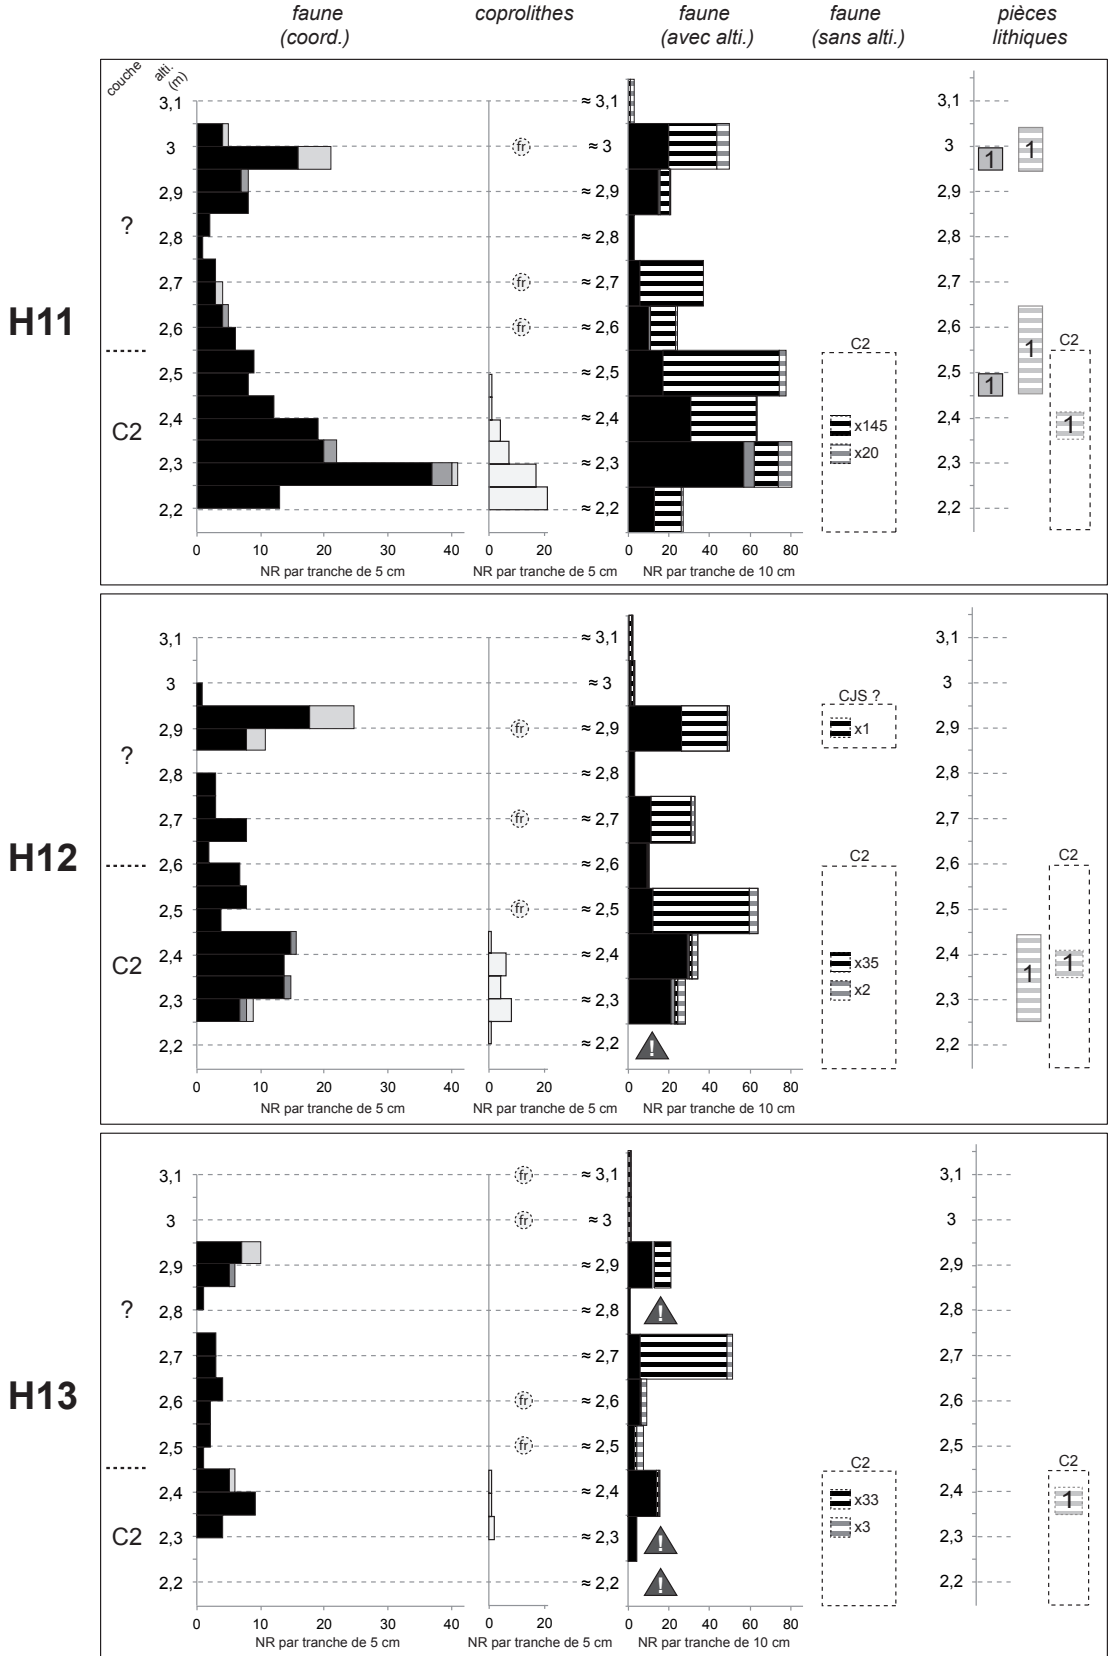 faune
(coord.)
coprolithes
faune
(avec alti.)
faune
(sans alti.)
pièces
lithiques
H11
couche
alti.
(m)
3,1
3
2,9
2,8
2,7
2,6
2,5
2,4
2,3
2,2
?
C2
0 10 20 30 40
NR par tranche de 5 cm
fr
fr
fr
0 20
NR par tranche de 5 cm
≈ 3,1
≈ 3
≈ 2,9
≈ 2,8
≈ 2,7
≈ 2,6
≈ 2,5
≈ 2,4
≈ 2,3
≈ 2,2
0 20 40 60 80
NR par tranche de 10 cm
C2
x145
x20
3,1
3
2,9
2,8
2,7
2,6
2,5
2,4
2,3
2,2
1
1
1
1
C2
1
H12
3,1
3
2,9
2,8
2,7
2,6
2,5
2,4
2,3
2,2
?
C2
0 10 20 30 40
NR par tranche de 5 cm
fr
fr
fr
0 20
NR par tranche de 5 cm
≈ 3,1
≈ 3
≈ 2,9
≈ 2,8
≈ 2,7
≈ 2,6
≈ 2,5
≈ 2,4
≈ 2,3
≈ 2,2
!
0 20 40 60 80
NR par tranche de 10 cm
CJS ?
x1
C2
x35
x2
3,1
3
2,9
2,8
2,7
2,6
2,5
2,4
2,3
2,2
1
C2
1
H13
3,1
3
2,9
2,8
2,7
2,6
2,5
2,4
2,3
2,2
?
C2
0 10 20 30 40
NR par tranche de 5 cm
fr
fr
fr
fr
0 20
NR par tranche de 5 cm
≈ 3,1
≈ 3
≈ 2,9
≈ 2,8
≈ 2,7
≈ 2,6
≈ 2,5
≈ 2,4
≈ 2,3
≈ 2,2
!
!
!
0 20 40 60 80
NR par tranche de 10 cm
C2
x33
x3
3,1
3
2,9
2,8
2,7
2,6
2,5
2,4
2,3
2,2
C2
1